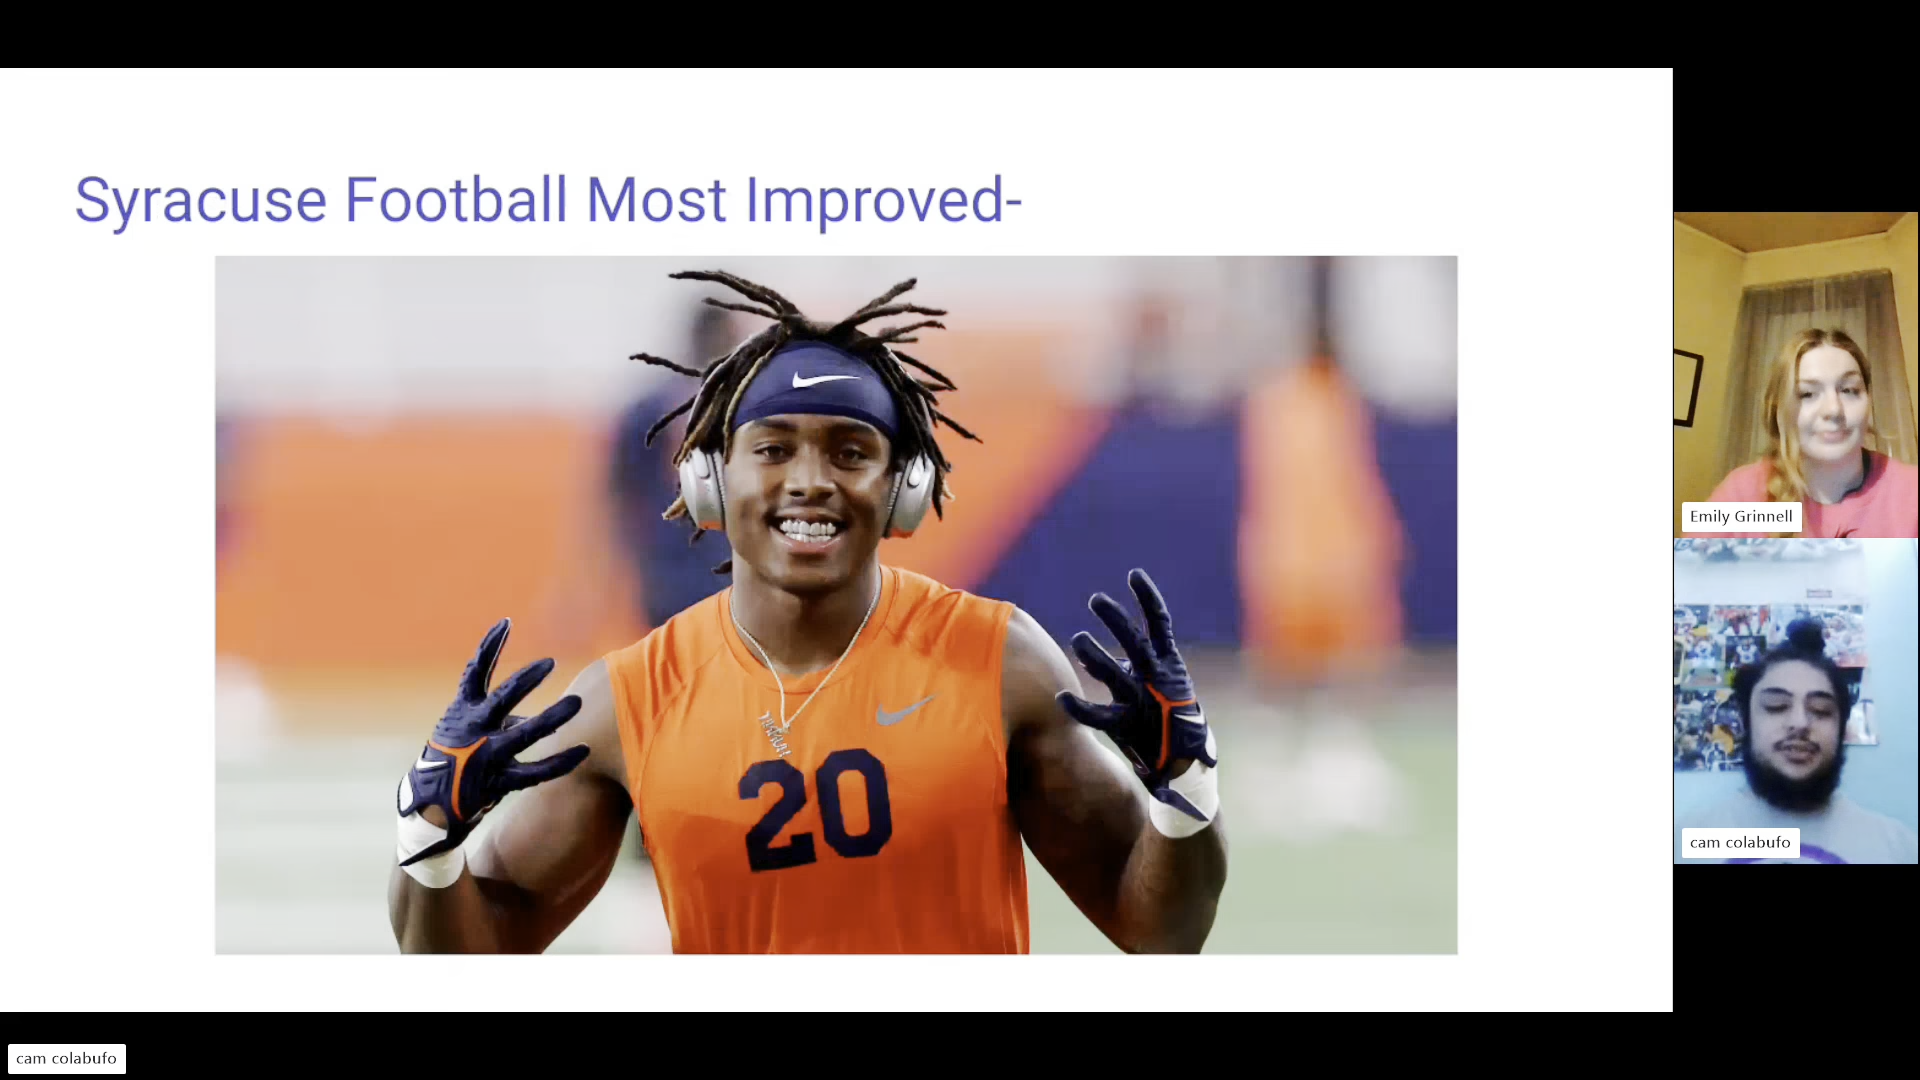 Syracuse Football Most Improved-
20
Emily Grinnell
cam colabufo
cam colabufo